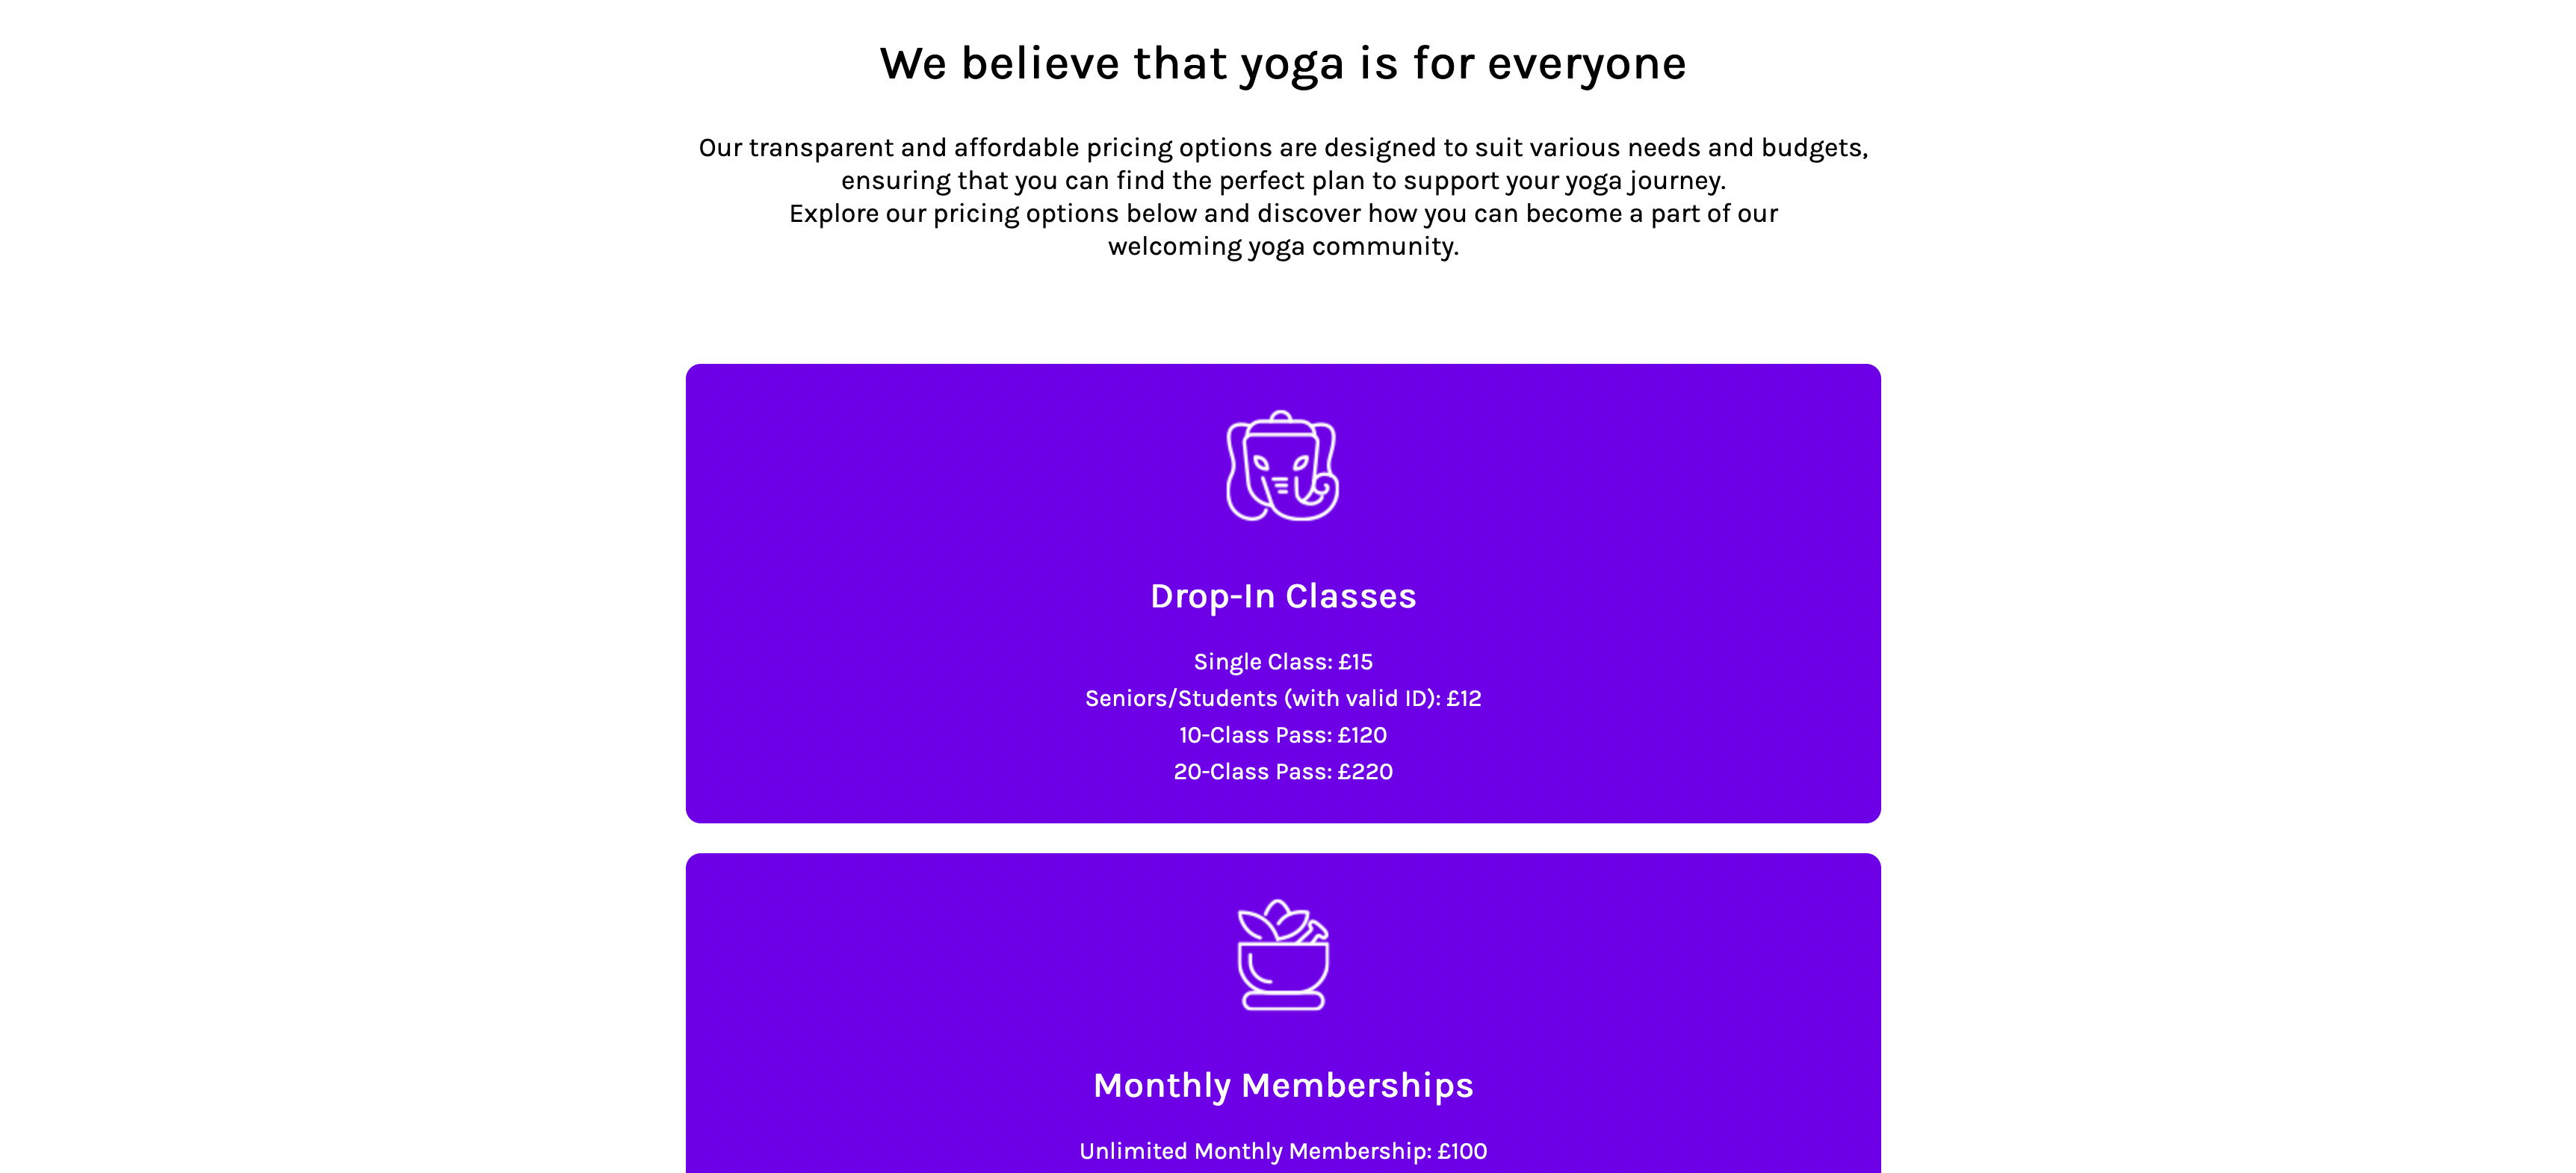 We believe that yoga is for everyone
Our transparent and affordable pricing options are designed to suit various needs and budgets,
ensuring that you can find the perfect plan to support your yoga journey.
Explore our pricing options below and discover how you can become a part of our
welcoming yoga community.
Drop-In Classes
Single Class: £15
Seniors/Students (with valid ID): £12
10-Class Pass: £120
20-Class Pass: £220
Monthly Memberships
Unlimited Monthly Membership: £100